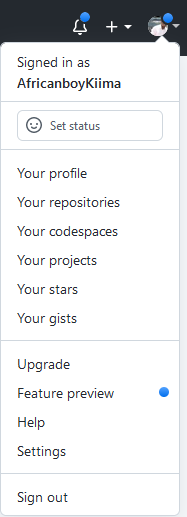 Signed in as
AfricanboyKiima
Set status
Your profile
Your repositories
Your codespaces
Your projects
Your stars
Your gists
Upgrade
Feature preview
Help
Settings
Sign out